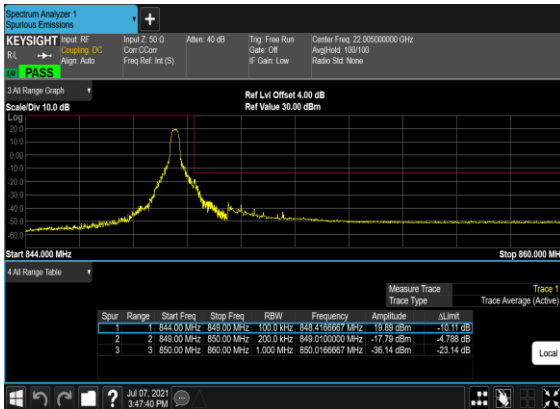 Spectrum Analyzer 1
Spurious Emissions
+
KEYSIGHT Input: RF Input Z: 50 Ω Atten: 40 dB Trig: Free Run Center Freq: 22.005000000 GHz
RL Coupling: DC Corr CCorr Gate: Off Avg|Hold: 100/100
Align: Auto Freq Ref: Int (S) IF Gain: Low Radio Std: None
PASS
3 All Range Graph Ref Lvl Offset 4.00 dB
Scale/Div 10.0 dB Ref Value 30.00 dBm
Log
20.0
10.0
0.00
-10.0
-20.0
-30.0
-40.0
-50.0
-60.0
Start 844.000 MHz Stop 860.000 MH
4 All Range Table
Measure Trace Trace 1
Trace Type Trace Average (Active)
Spur Range Start Freq Stop Freq RBW Frequency Amplitude ΔLimit
1 1 844.00 MHz 849.00 MHz 100.0 kHz 848.4166667 MHz 19.89 dBm -10.11 dB
2 2 849.00 MHz 850.00 MHz 200.0 kHz 849.0100000 MHz -17.79 dBm -4.788 dB
3 3 850.00 MHz 860.00 MHz 1.000 MHz 850.0166667 MHz -36.14 dBm -23.14 dB
Local
? Jul 07, 2021
3:47:40 PM